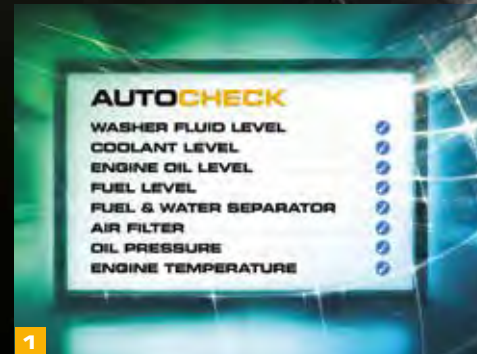 AUTOCHECK
WASHER FLUID LEVEL
COOLANT LEVEL
ENGINE OIL LEVEL
FUEL LEVEL
FUEL & WATER SEPARATOR
AIR FILTER
OIL PRESSURE
ENGINE TEMPERATURE
1